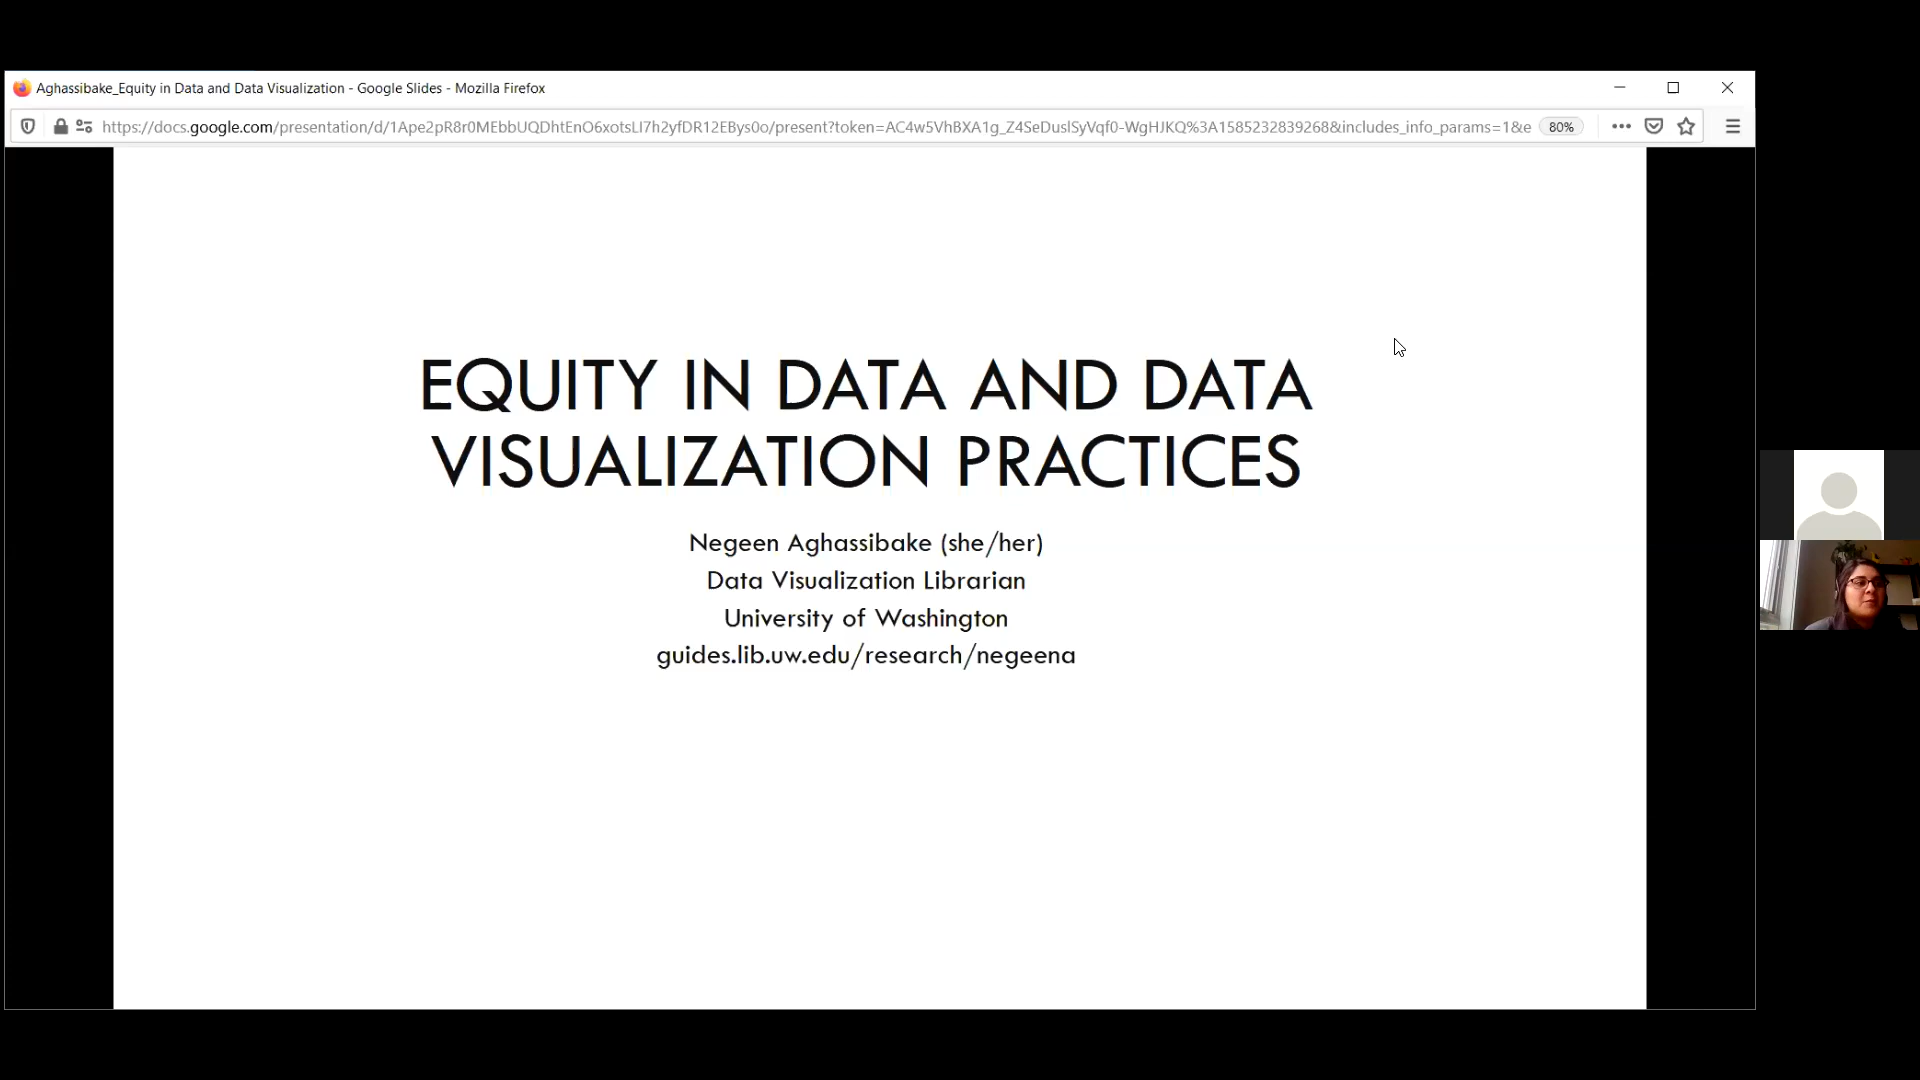 Aghassibake_Equity in Data and Data Visualization - Google Slides - Mozilla Firefox
https://docs.google.com/presentation/d/1Ape2pR8r0MEbbUQDhtEnO6xotsLI7h2yfDR12EBys0o/present?token=AC4w5VhBXA1g_Z4SeDuslSyVqf0-WgHJKQ%3A1585232839268&includes_info_params=1&e 80%
EQUITY IN DATA AND DATA
VISUALIZATION PRACTICES
Negeen Aghassibake (she/her)
Data Visualization Librarian
University of Washington
guides.lib.uw.edu/research/negeena